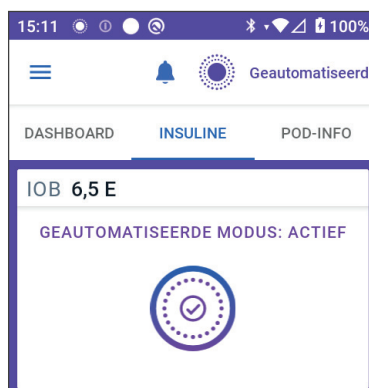 15:11 100%
Geautomatiseerd
DASHBOARD INSULINE POD-INFO
IOB 6,5 E
GEAUTOMATISEERDE MODUS: ACTIEF